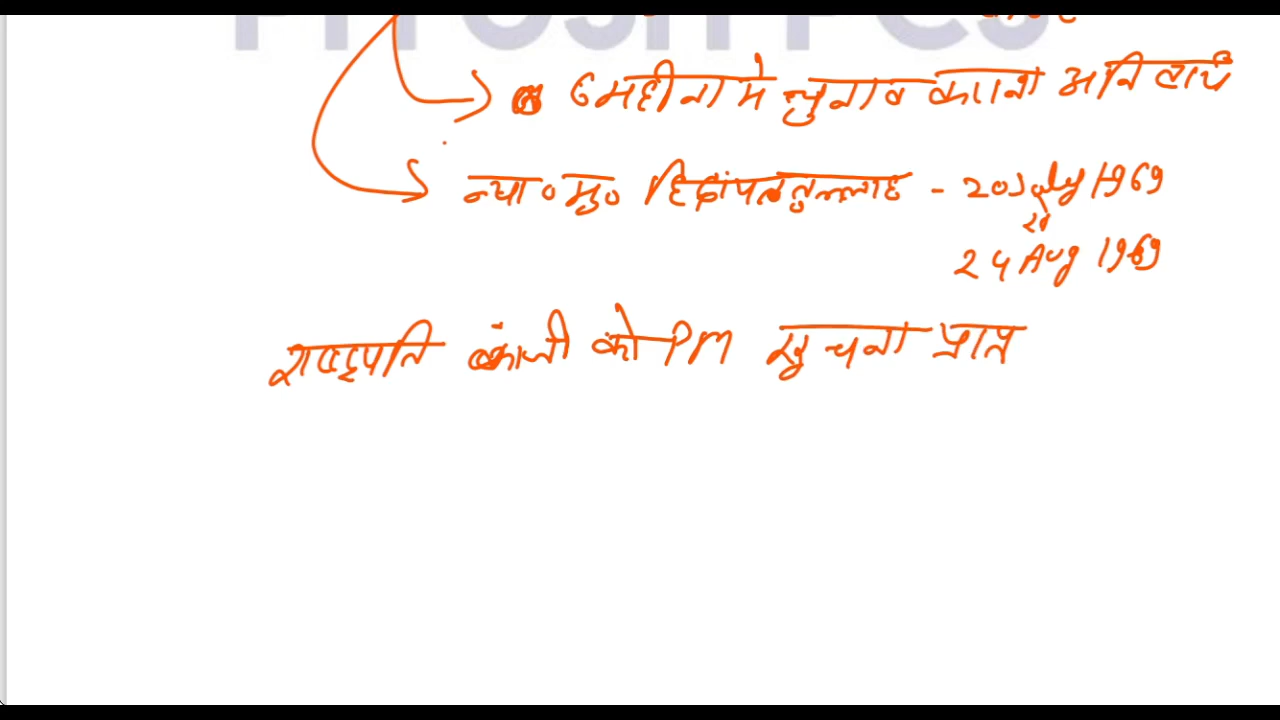 6 महीना में चुनाव कराना अनिवार्य
न्या० मु० हिदायतुल्लाह - 20 July 1969
से
24 Aug 1969
राष्ट्रपति को PM सूचना प्राप्त